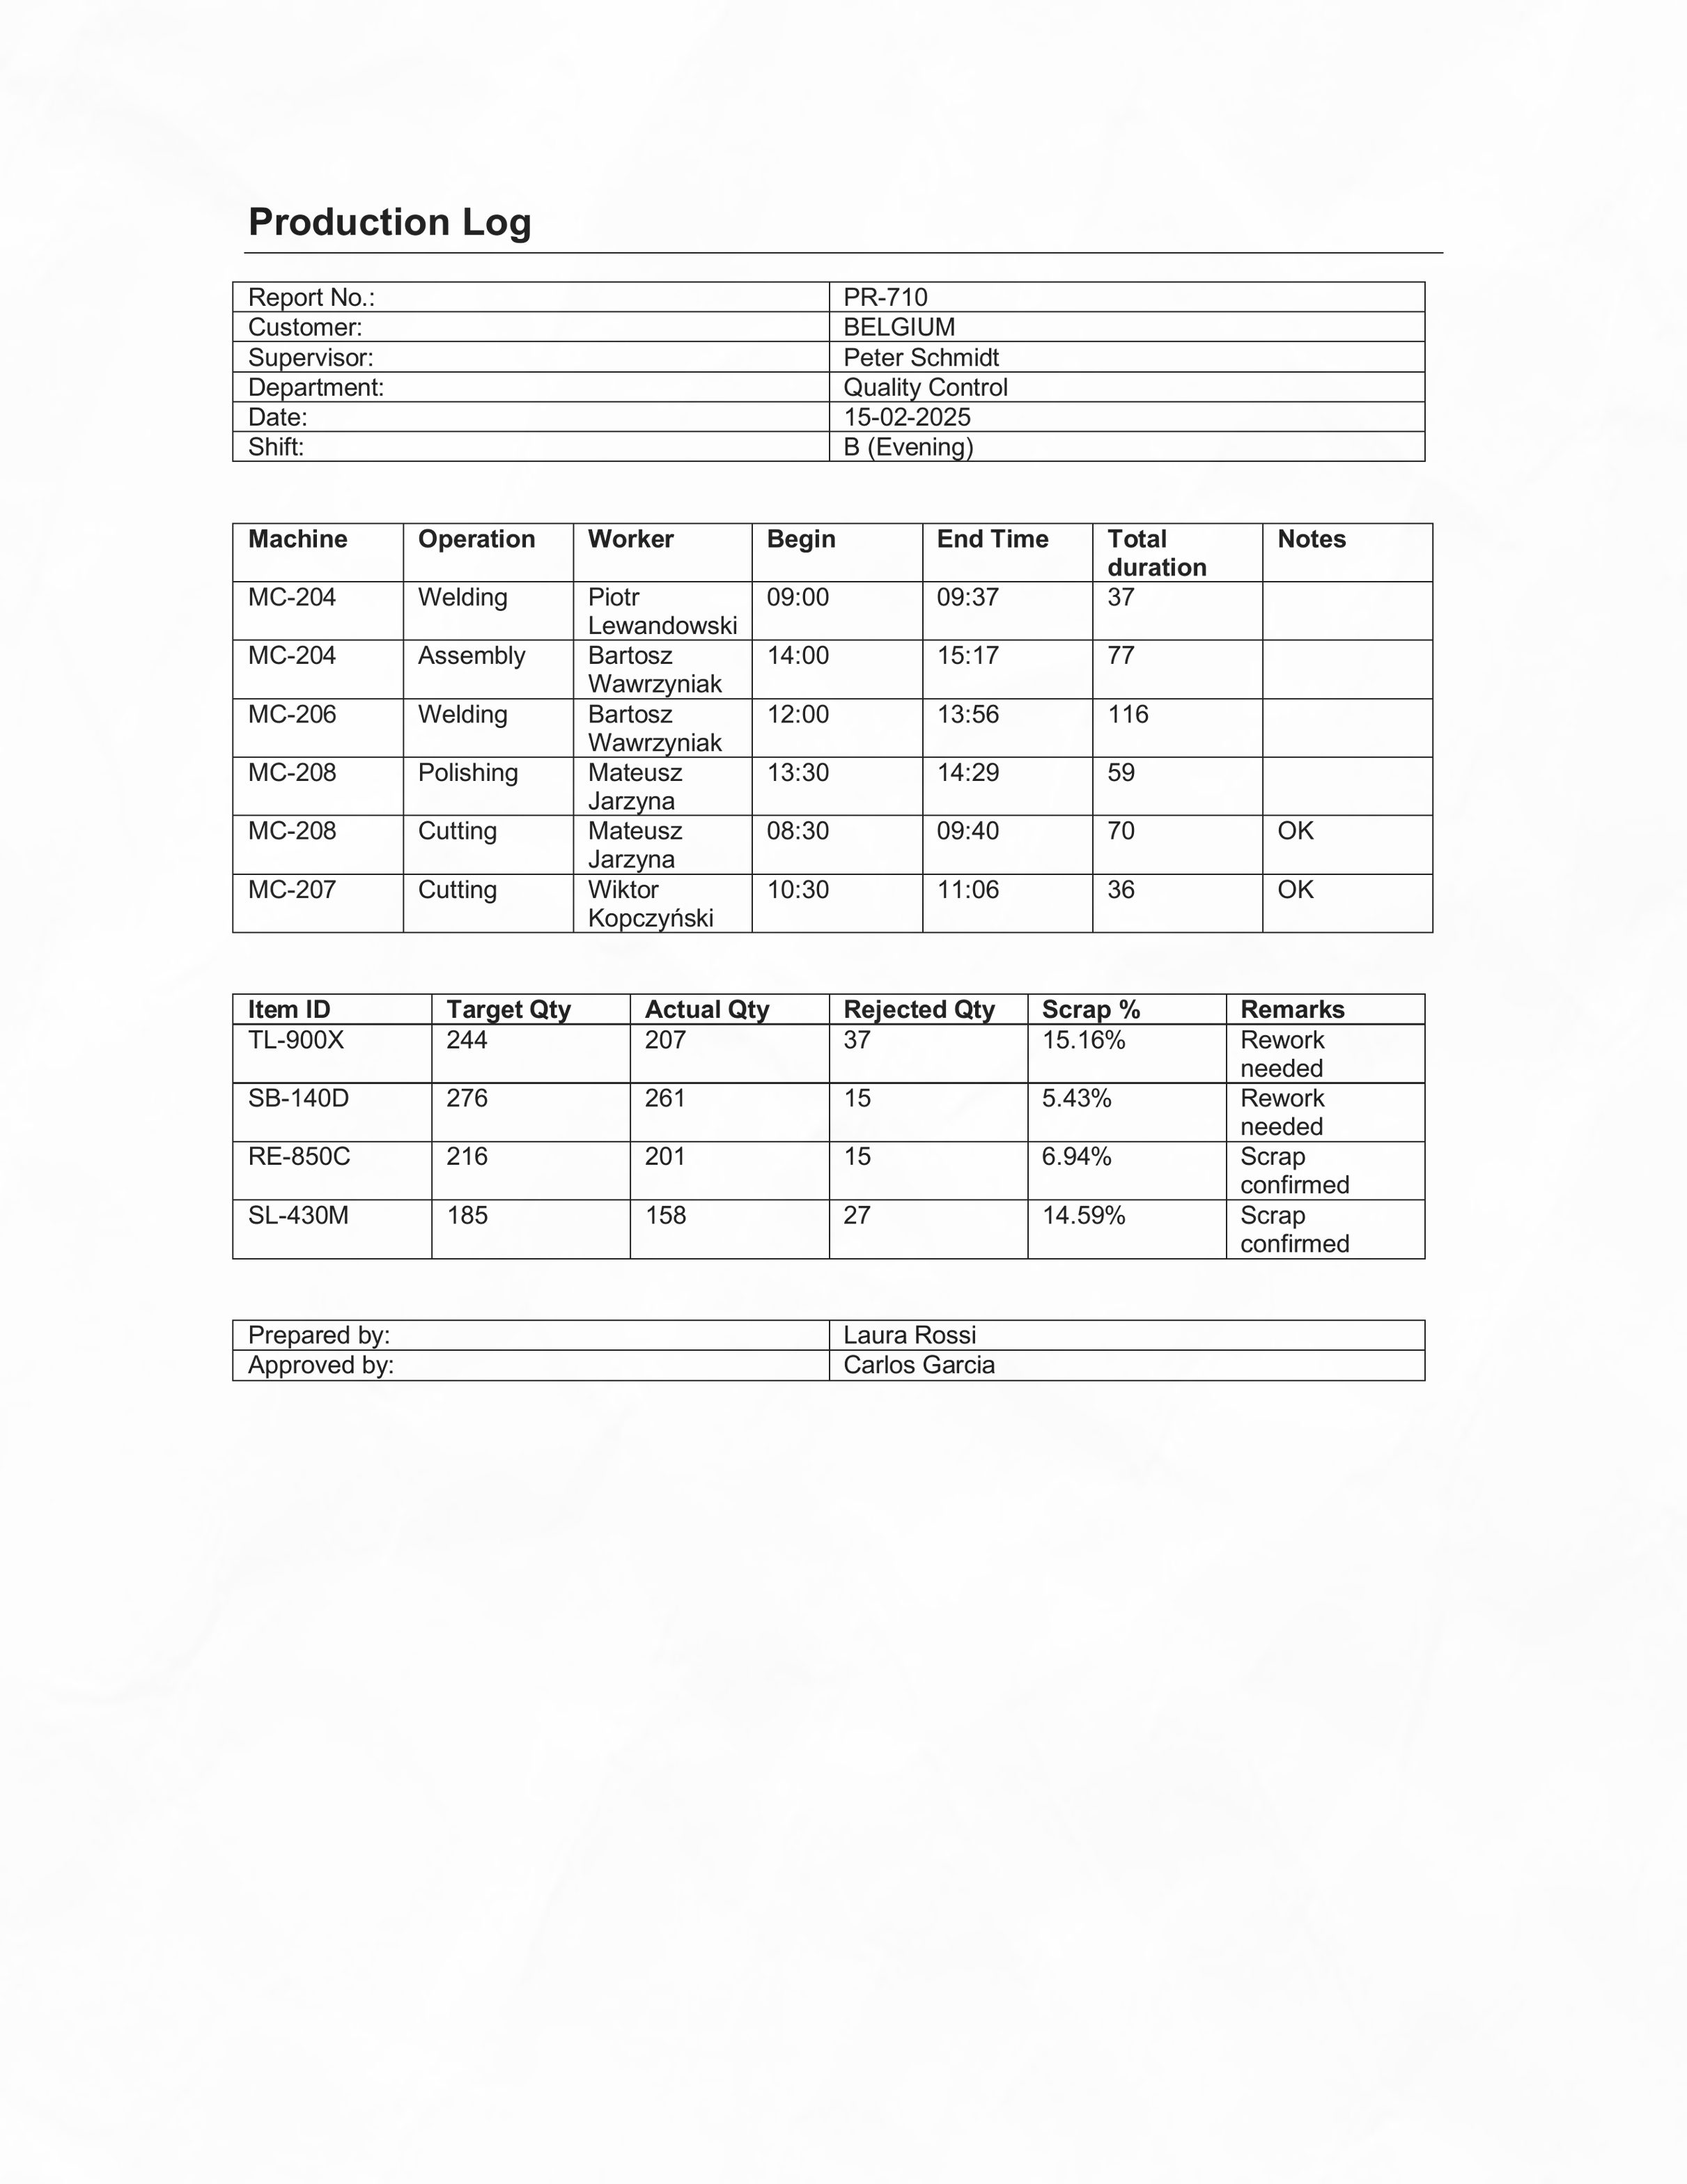 Production Log
Report No.: PR-710
Customer: BELGIUM
Supervisor: Peter Schmidt
Department: Quality Control
Date: 15-02-2025
Shift: B (Evening)
Machine Operation Worker Begin End Time Total duration Notes
MC-204 Welding Piotr Lewandowski 09:00 09:37 37
MC-204 Assembly Bartosz Wawrzyniak 14:00 15:17 77
MC-206 Welding Bartosz Wawrzyniak 12:00 13:56 116
MC-208 Polishing Mateusz Jarzyna 13:30 14:29 59
MC-208 Cutting Mateusz Jarzyna 08:30 09:40 70 OK
MC-207 Cutting Wiktor Kopczyński 10:30 11:06 36 OK
Item ID Target Qty Actual Qty Rejected Qty Scrap % Remarks
TL-900X 244 207 37 15.16% Rework needed
SB-140D 276 261 15 5.43% Rework needed
RE-850C 216 201 15 6.94% Scrap confirmed
SL-430M 185 158 27 14.59% Scrap confirmed
Prepared by: Laura Rossi
Approved by: Carlos Garcia